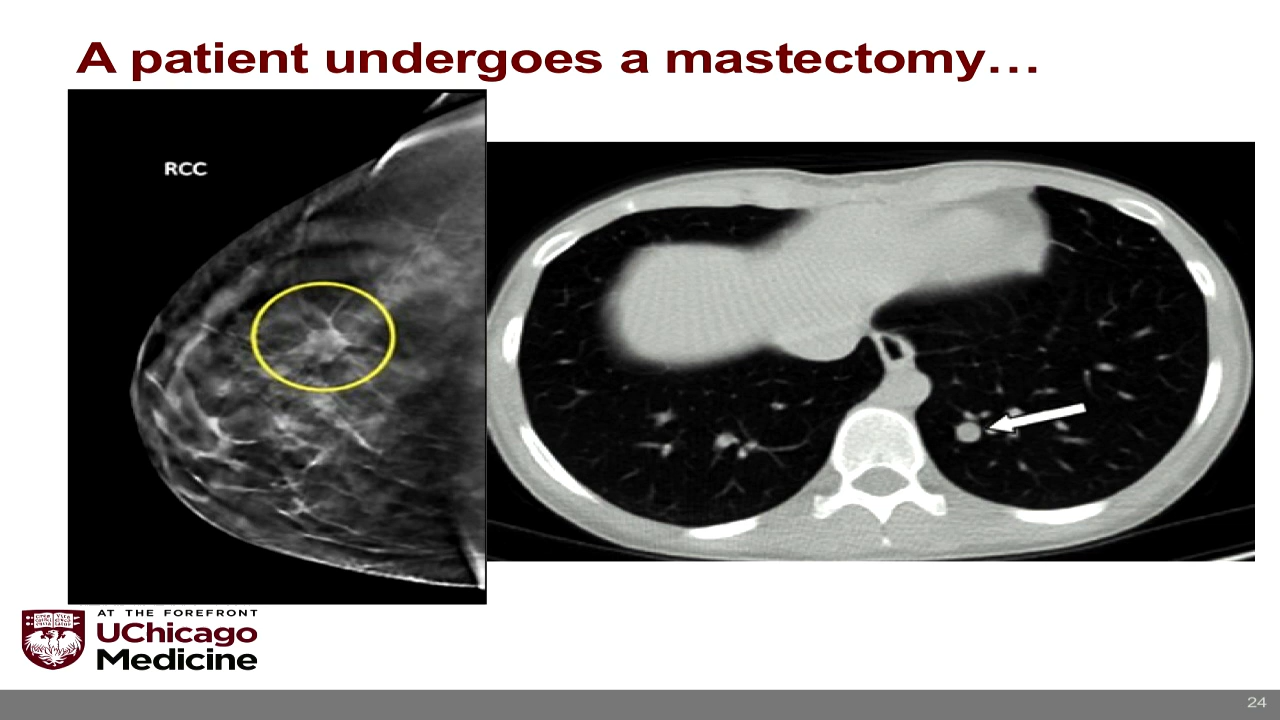 A patient undergoes a mastectomy...
RCC
AT THE FOREFRONT
UChicago
Medicine
24